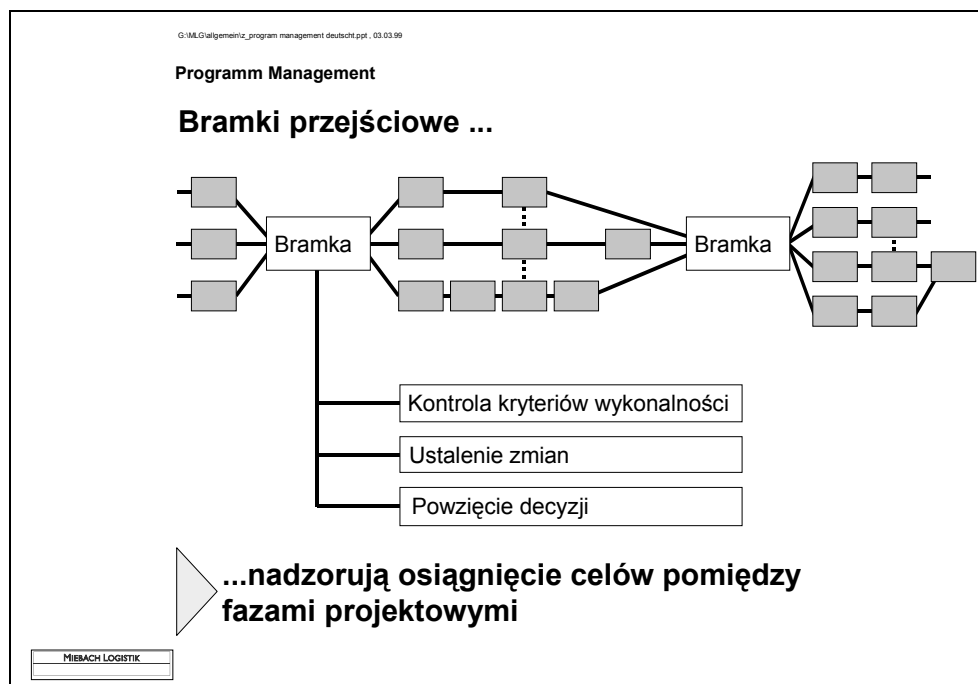 G:\MLG\allgemein\z_program management deutscht.ppt , 03.03.99
Programm Management
Bramki przejściowe ...
Bramka
Bramka
Kontrola kryteriów wykonalności
Ustalenie zmian
Powzięcie decyzji
...nadzorują osiągnięcie celów pomiędzy
fazami projektowymi
MIEBACH LOGISTIK